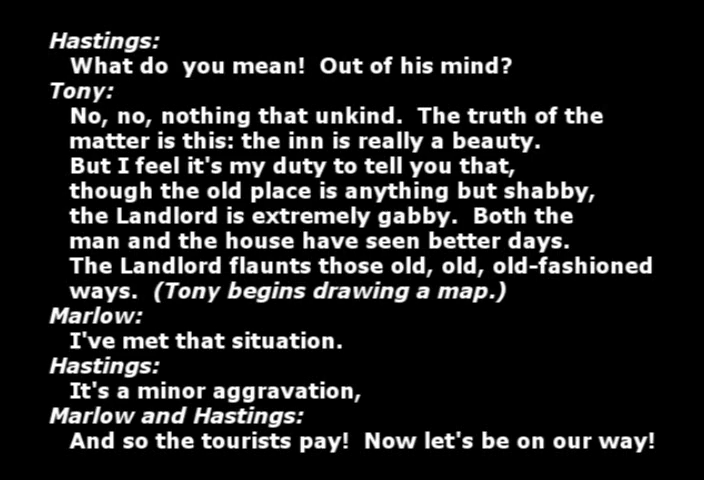 Hastings:
What do  you mean!  Out of his mind?
Tony:
No, no, nothing that unkind.  The truth of the
matter is this: the inn is really a beauty.
But I feel it's my duty to tell you that,
though the old place is anything but shabby,
the Landlord is extremely gabby.  Both the
man and the house have seen better days.
The Landlord flaunts those old, old, old-fashioned
ways.  (Tony begins drawing a map.)
Marlow:
I've met that situation.
Hastings:
It's a minor aggravation,
Marlow and Hastings:
And so the tourists pay!  Now let's be on our way!